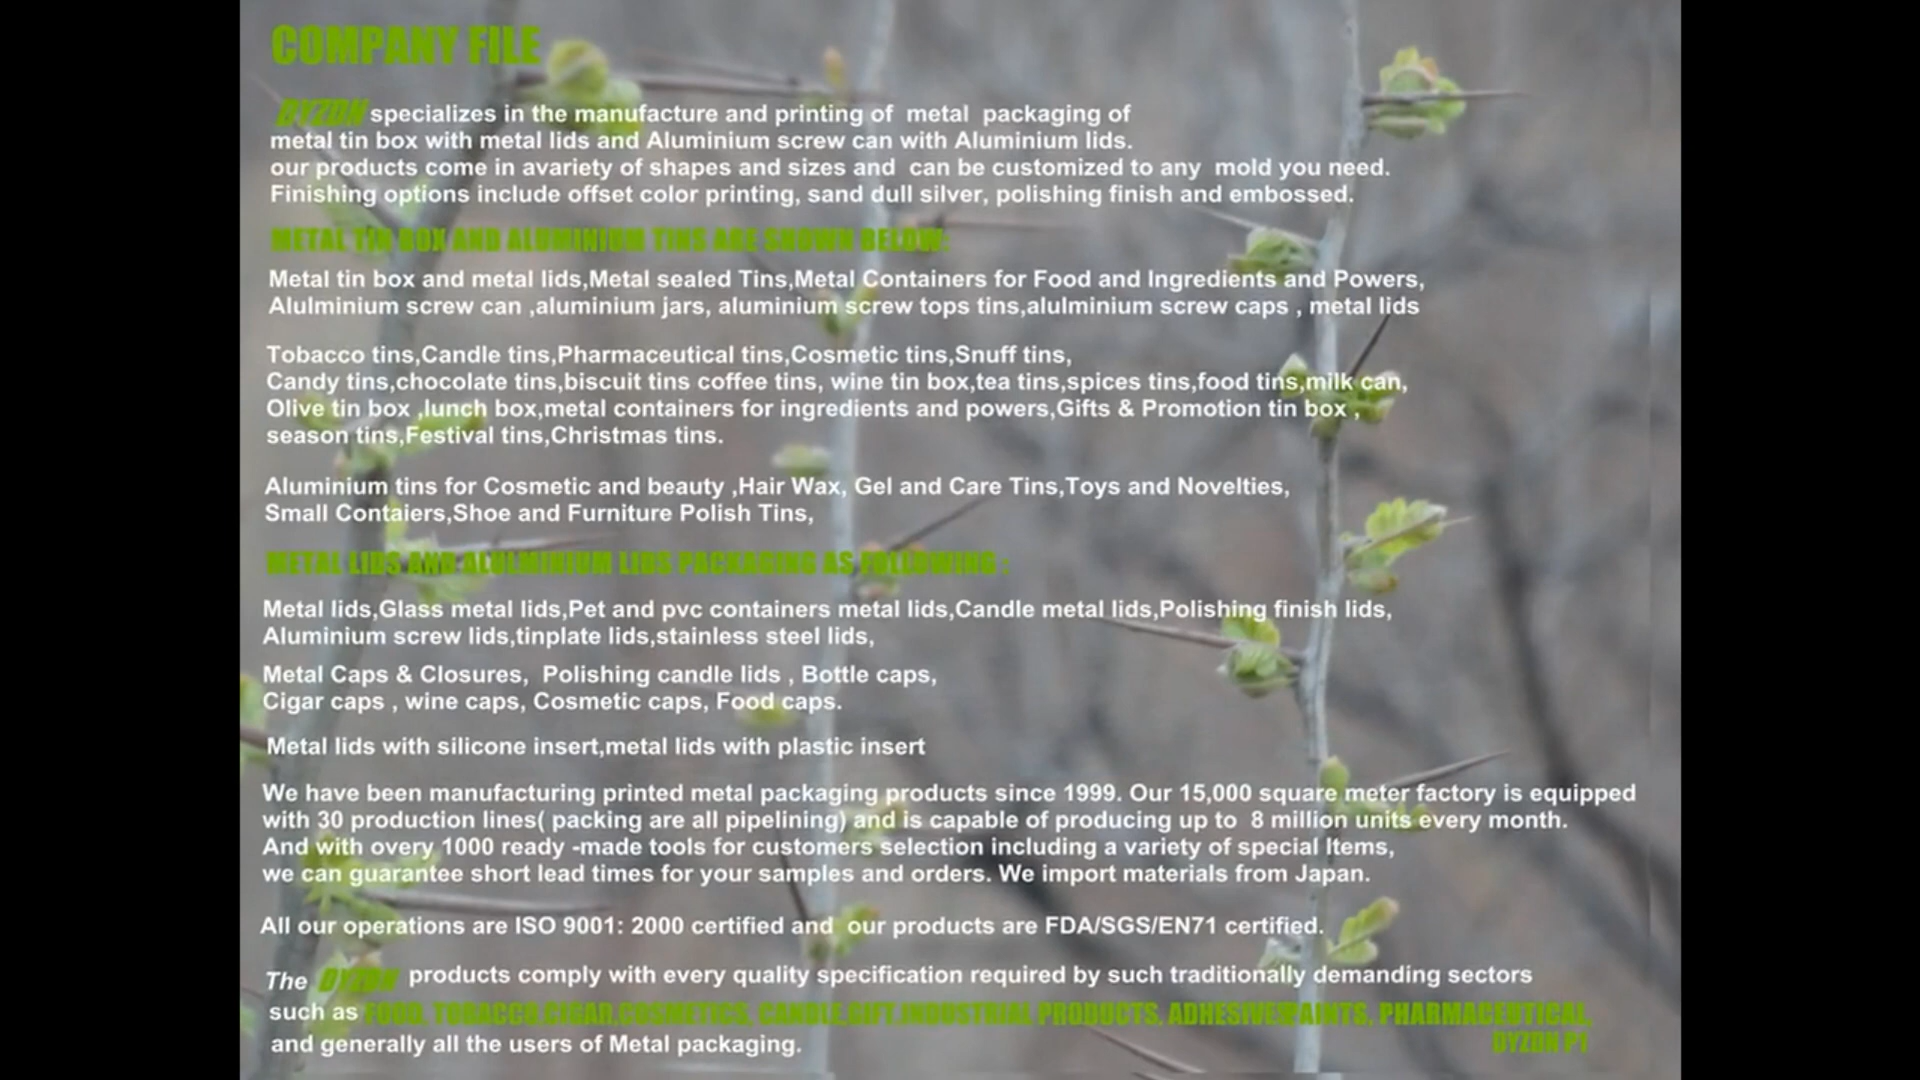 COMPANY FILE
DYZDN specializes in the manufacture and printing of metal packaging of
metal tin box with metal lids and Aluminium screw can with Aluminium lids.
our products come in avariety of shapes and sizes and can be customized to any mold you need.
Finishing options include offset color printing, sand dull silver, polishing finish and embossed.
METAL TIN BOX AND ALUMINIUM TINS ARE SHOWN BELOW:
Metal tin box and metal lids,Metal sealed Tins,Metal Containers for Food and Ingredients and Powers,
Alulminium screw can ,aluminium jars, aluminium screw tops tins,alulminium screw caps , metal lids
Tobacco tins,Candle tins,Pharmaceutical tins,Cosmetic tins,Snuff tins,
Candy tins,chocolate tins,biscuit tins coffee tins, wine tin box,tea tins,spices tins,food tins,milk can,
Olive tin box ,lunch box,metal containers for ingredients and powers,Gifts & Promotion tin box ,
season tins,Festival tins,Christmas tins.
Aluminium tins for Cosmetic and beauty ,Hair Wax, Gel and Care Tins,Toys and Novelties,
Small Contaiers,Shoe and Furniture Polish Tins,
METAL LIDS AND ALULMINIUM LIDS PACKAGING AS FOLLOWING :
Metal lids,Glass metal lids,Pet and pvc containers metal lids,Candle metal lids,Polishing finish lids,
Aluminium screw lids,tinplate lids,stainless steel lids,
Metal Caps & Closures, Polishing candle lids , Bottle caps,
Cigar caps , wine caps, Cosmetic caps, Food caps.
Metal lids with silicone insert,metal lids with plastic insert
We have been manufacturing printed metal packaging products since 1999. Our 15,000 square meter factory is equipped
with 30 production lines( packing are all pipelining) and is capable of producing up to 8 million units every month.
And with overy 1000 ready -made tools for customers selection including a variety of special Items,
we can guarantee short lead times for your samples and orders. We import materials from Japan.
All our operations are ISO 9001: 2000 certified and our products are FDA/SGS/EN71 certified.
The DYZDN products comply with every quality specification required by such traditionally demanding sectors
such as FOOD, TOBACCO,CIGAR,COSMETICS, CANDLE,GIFT,INDUSTRIAL PRODUCTS, ADHESIVEPAINTS, PHARMACEUTICAL,
and generally all the users of Metal packaging.
DYZDN P1